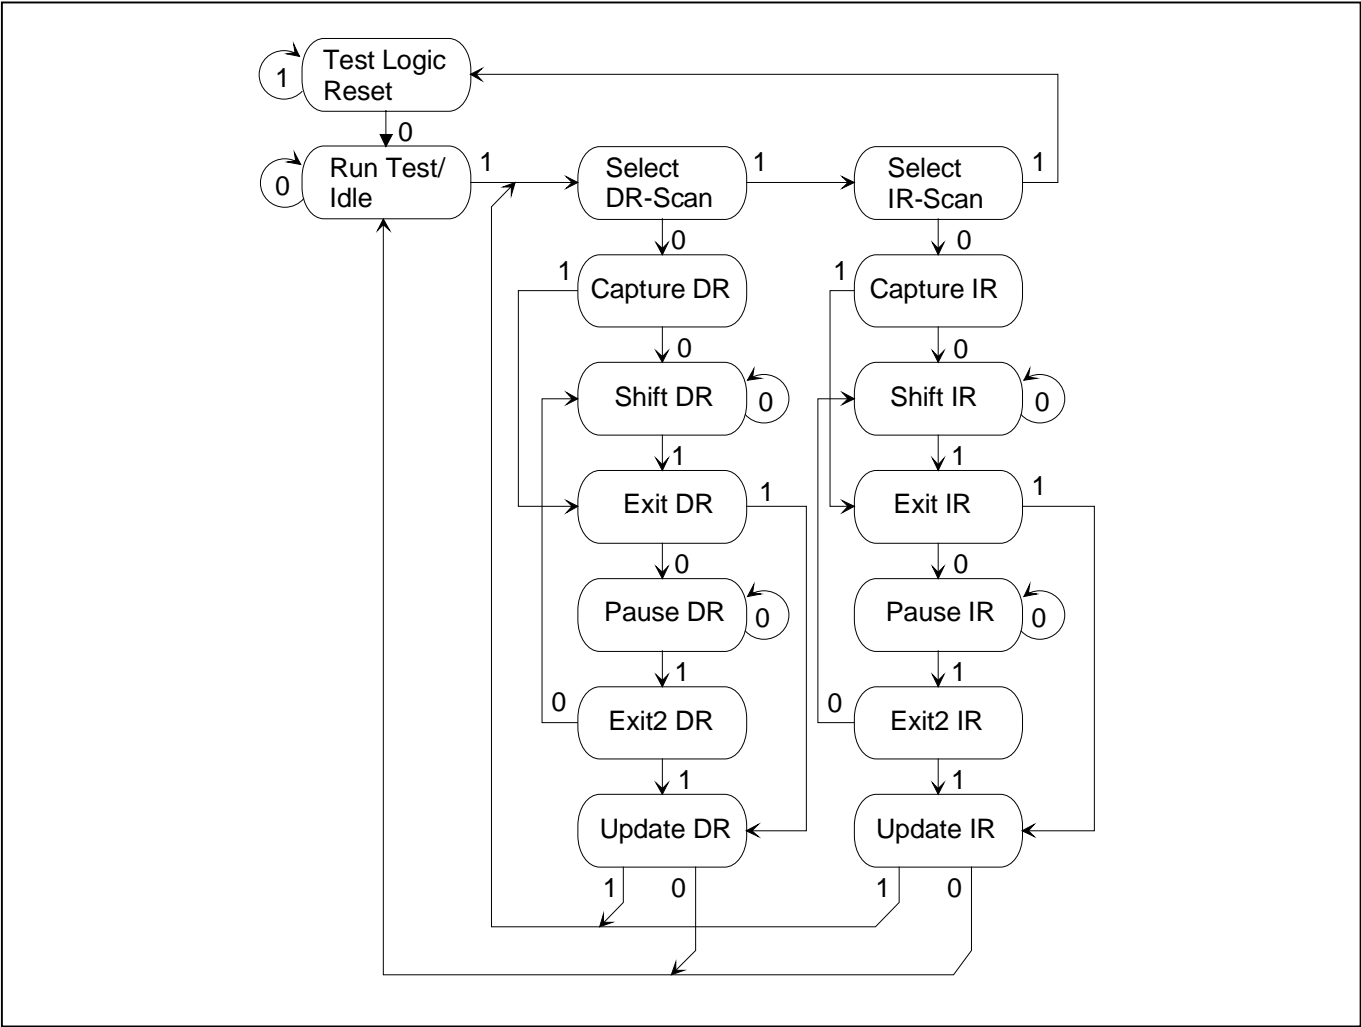 Test Logic
Reset
1
0
Run Test/
Idle
0
1
Select
DR-Scan
1
Select
IR-Scan
1
0
0
1
Capture DR
1
Capture IR
0
0
Shift DR
0
Shift IR
0
1
1
Exit DR
1
Exit IR
1
0
0
Pause DR
0
Pause IR
0
1
1
0
Exit2 DR
0
Exit2 IR
1
1
Update DR
Update IR
1
0
1
0